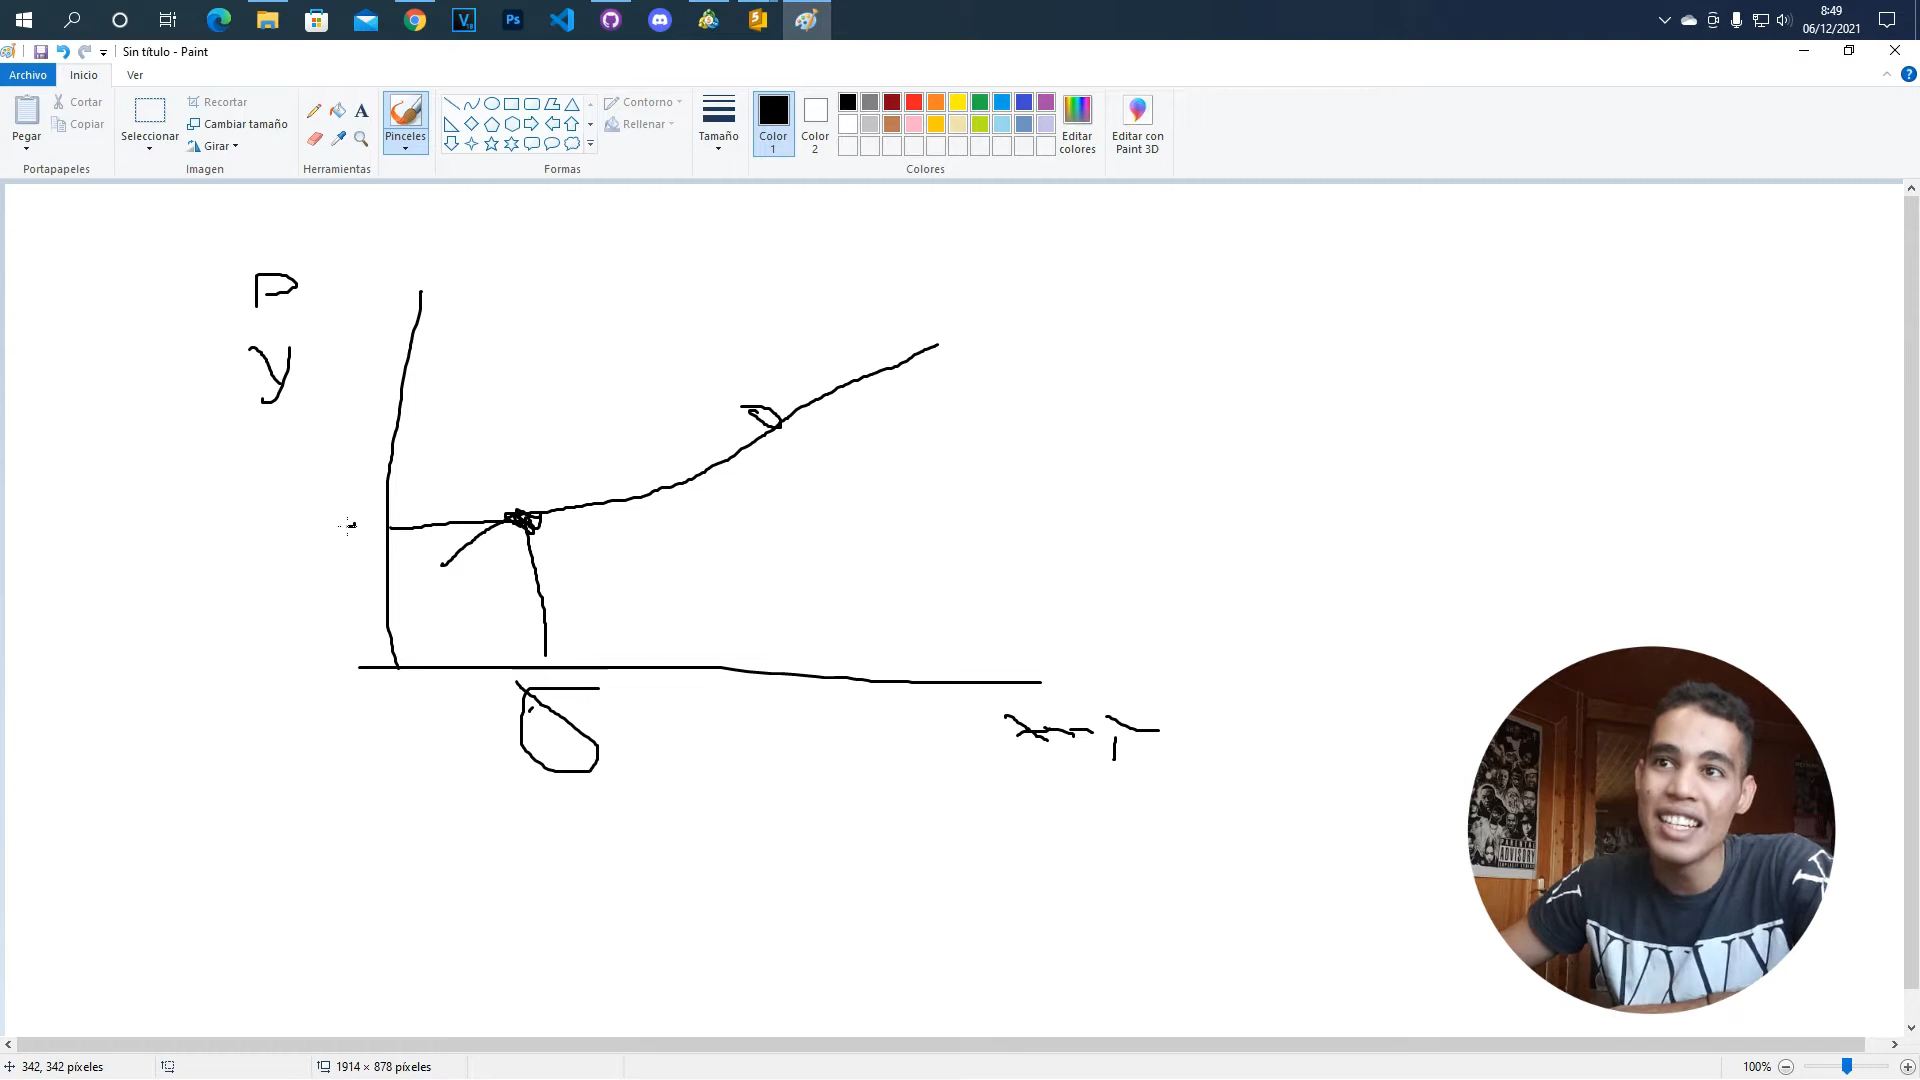 8:49
06/12/2021
Sin título - Paint
Archivo Inicio Ver
Pegar
Cortar
Copiar
Portapapeles
Seleccionar
Recortar
Cambiar tamaño
Girar
Imagen
A
Herramientas
Pinceles
Contorno
Rellenar
Formas
Tamaño
Color
1
Color
2
Editar
colores
Colores
Editar con
Paint 3D
P
y
PARENTAL
ADVISORY
342, 342 píxeles
1914 × 878 píxeles
100%